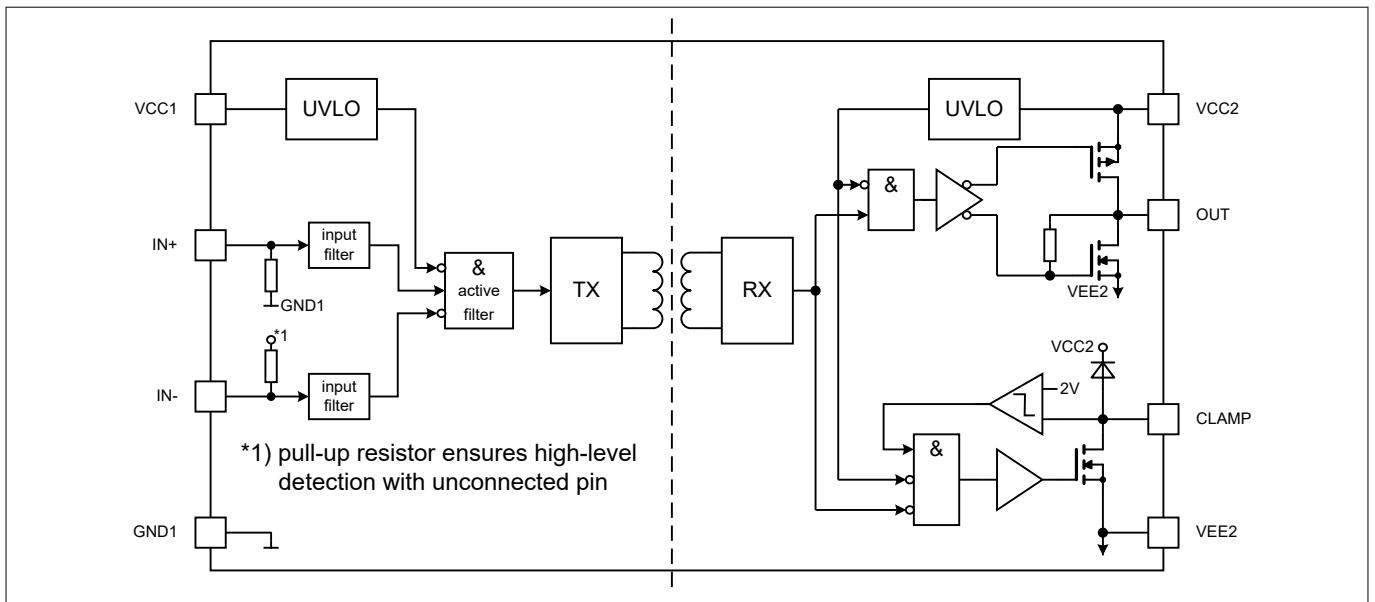 VCC1
UVLO
UVLO
VCC2
&
OUT
IN+
input
filter
&
active
filter
TX
RX
GND1
VEE2
*1
VCC2
IN-
input
filter
2V
CLAMP
*1) pull-up resistor ensures high-level
detection with unconnected pin
&
GND1
VEE2